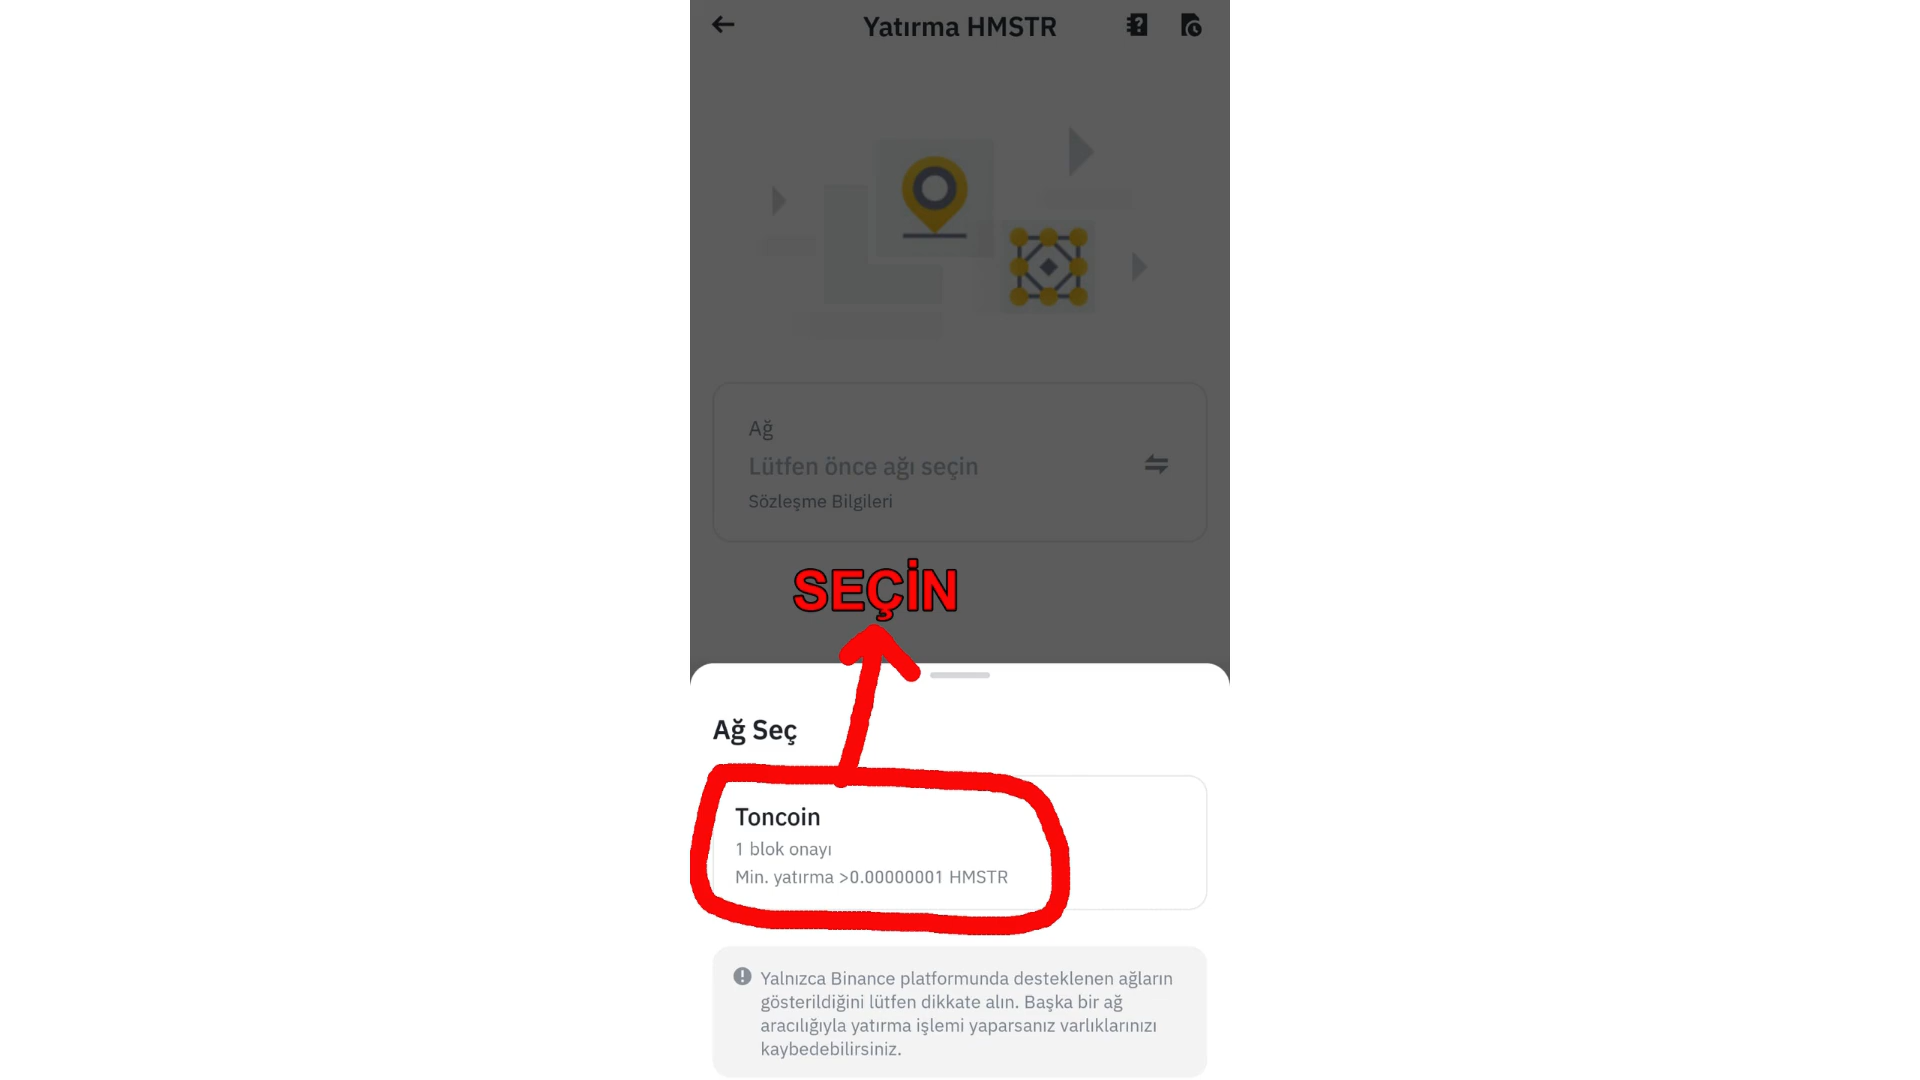 Yatırma HMSTR
Ağ
Lütfen önce ağı seçin
Sözleşme Bilgileri
SEÇİN
Ağ Seç
Toncoin
1 blok onayı
Min. yatırma >0.00000001 HMSTR
Yalnızca Binance platformunda desteklenen ağların
gösterildiğini lütfen dikkate alın. Başka bir ağ
aracılığıyla yatırma işlemi yaparsanız varlıklarınızı
kaybedebilirsiniz.